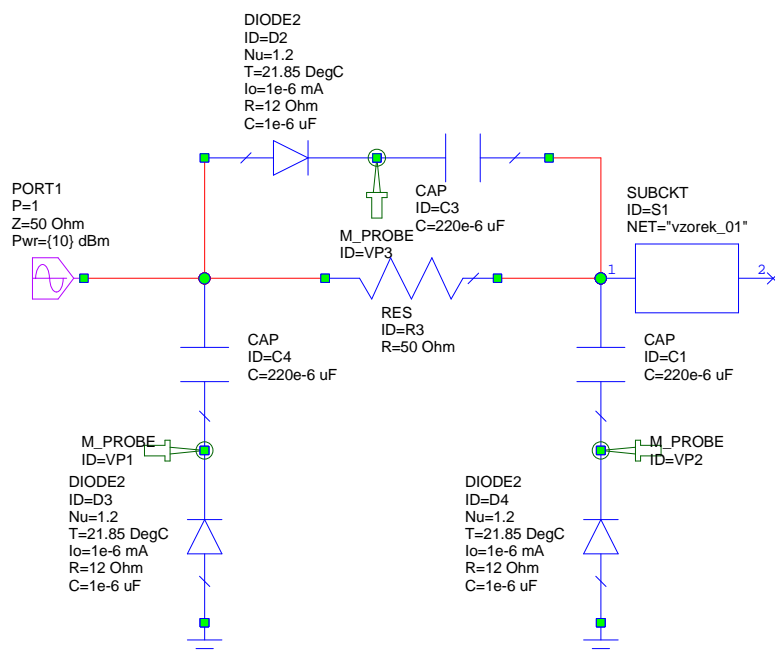 DIODE2
ID=D2
Nu=1.2
T=21.85 DegC
Io=1e-6 mA
R=12 Ohm
C=1e-6 uF
PORT1
P=1
Z=50 Ohm
Pwr={10} dBm
CAP
ID=C3
C=220e-6 uF
SUBCKT
ID=S1
NET="vzorek_01"
M_PROBE
ID=VP3
1
2
RES
ID=R3
R=50 Ohm
CAP
ID=C4
C=220e-6 uF
CAP
ID=C1
C=220e-6 uF
M_PROBE
ID=VP1
M_PROBE
ID=VP2
DIODE2
ID=D3
Nu=1.2
T=21.85 DegC
Io=1e-6 mA
R=12 Ohm
C=1e-6 uF
DIODE2
ID=D4
Nu=1.2
T=21.85 DegC
Io=1e-6 mA
R=12 Ohm
C=1e-6 uF